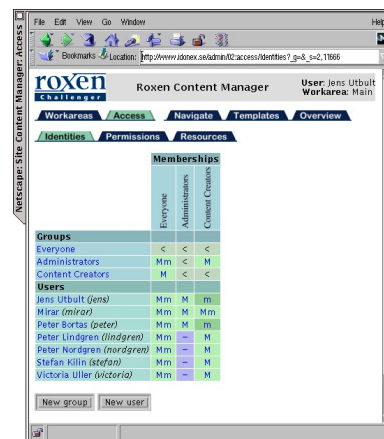 File Edit View Go Window Help
Bookmarks Location: http://www.idonex.se/admin/02:access/Identities?_g=&_s=2,11666
Netscape: Site Content Manager: Access
roxen
Challenger
Roxen Content Manager
User: Jens Utbult
Workarea: Main
Workareas Access Navigate Templates Overview
Identities Permissions Resources
Memberships
Everyone Administrators Content Creators
Groups
Everyone < < <
Administrators Mm < M
Content Creators M < <
Users
Jens Utbult (jens) Mm M m
Mirar (mirar) Mm M Mm
Peter Bortas (peter) Mm M m
Peter Lindgren (lindgren) Mm – M
Peter Nordgren (nordgren) Mm – M
Stefan Kilin (stefan) Mm – M
Victoria Uller (victoria) Mm – M
New group New user